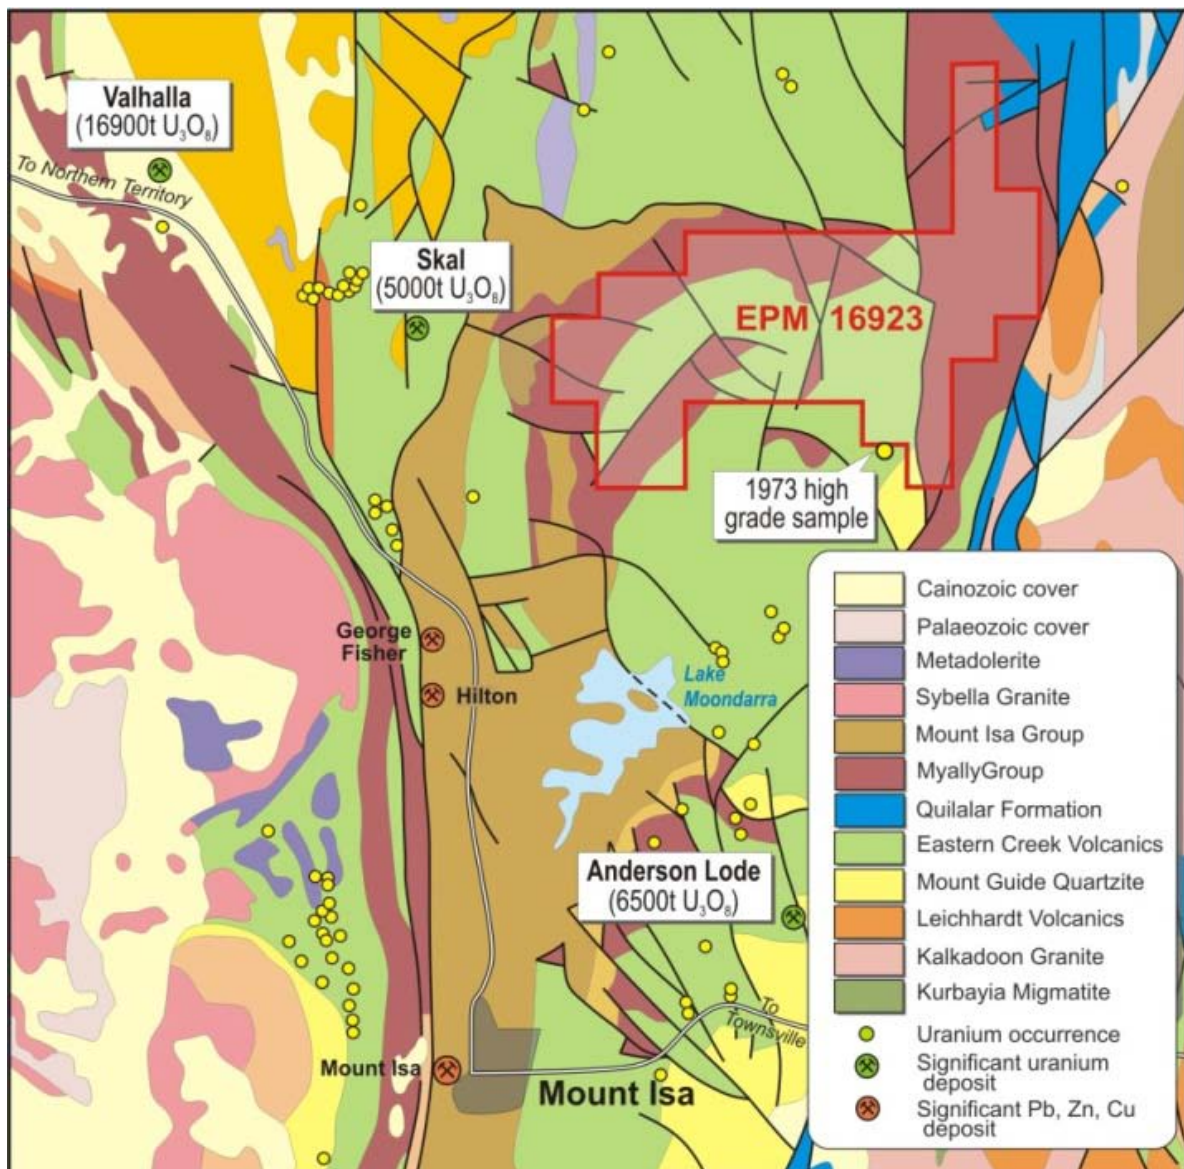 Valhalla
(16900t U₃O₈)
To Northern Territory
Skal
(5000t U₃O₈)
EPM 16923
1973 high
grade sample
George
Fisher
Hilton
Lake
Moondarra
Anderson Lode
(6500t U₃O₈)
To
Townsville
Mount Isa
Mount Isa
Cainozoic cover
Palaeozoic cover
Metadolerite
Sybella Granite
Mount Isa Group
MyallyGroup
Quilalar Formation
Eastern Creek Volcanics
Mount Guide Quartzite
Leichhardt Volcanics
Kalkadoon Granite
Kurbayia Migmatite
Uranium occurrence
Significant uranium
deposit
Significant Pb, Zn, Cu
deposit